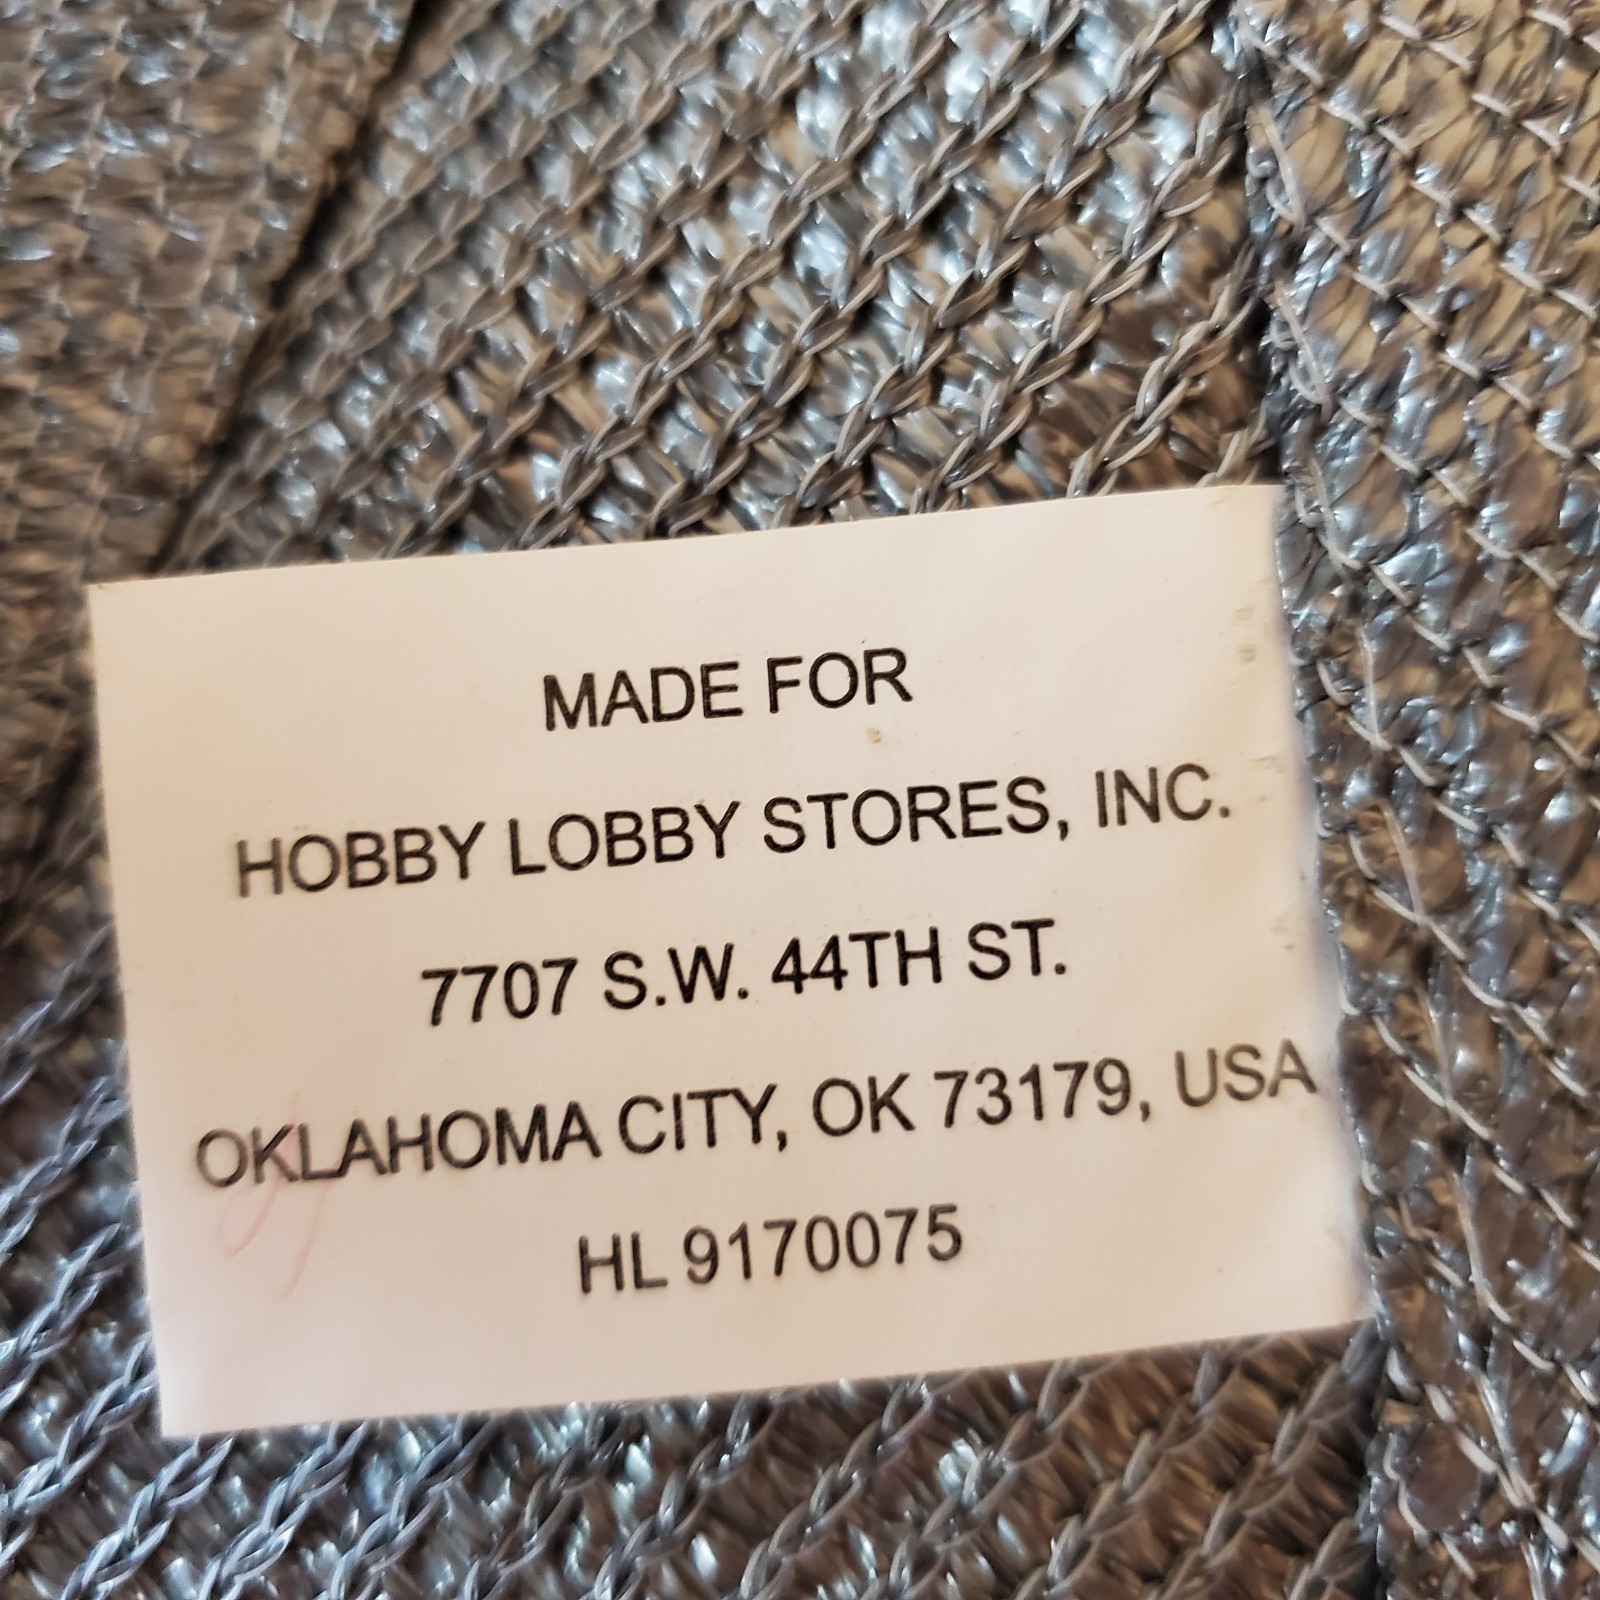 MADE FOR
HOBBY LOBBY STORES, INC.
7707 S.W. 44TH ST.
OKLAHOMA CITY, OK 73179, USA
HL 9170075